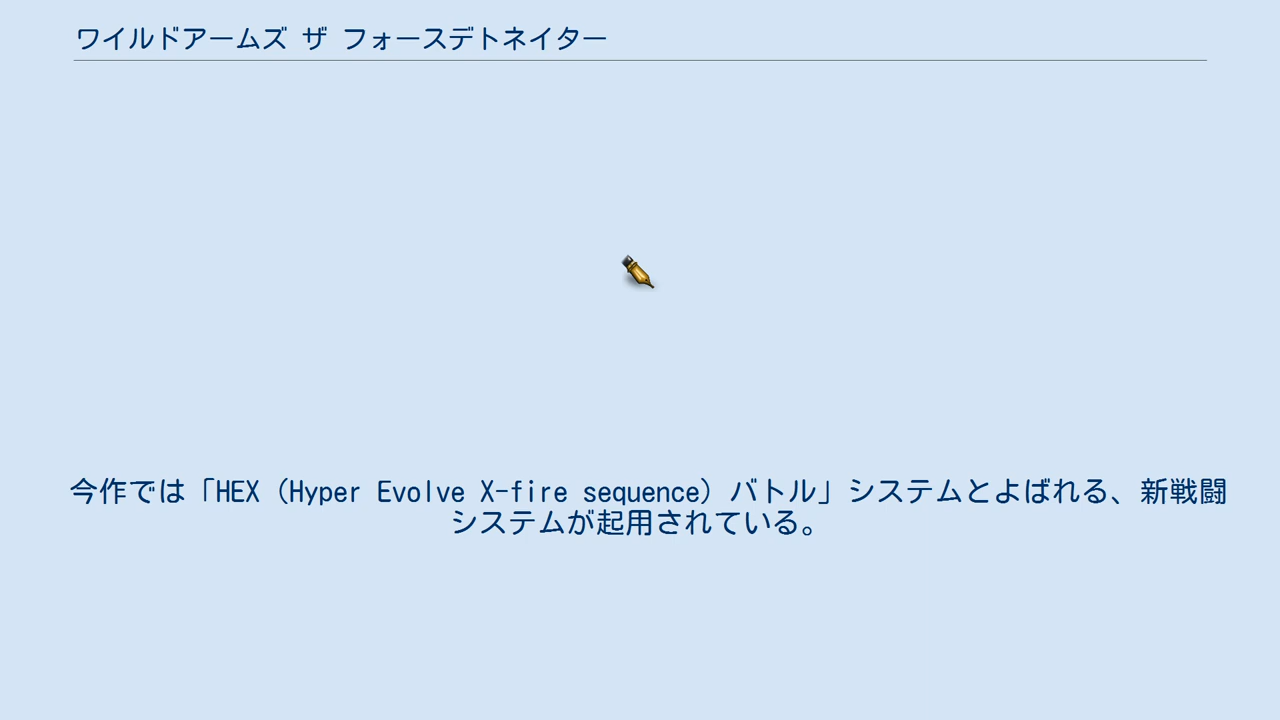 ワイルドアームズ ザ フォースデトネイター
今作では「HEX（Hyper Evolve X-fire sequence）バトル」システムとよばれる、新戦闘
システムが起用されている。